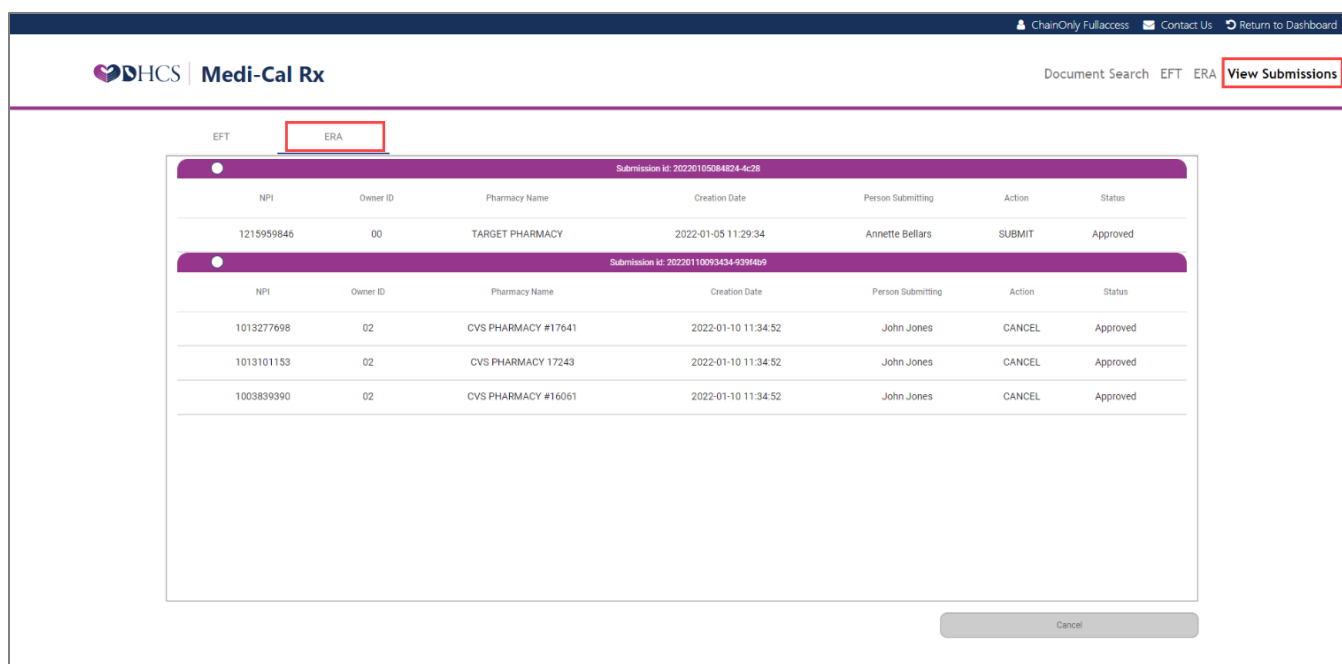 ChainOnly Fullaccess Contact Us Return to Dashboard
DHCS Medi-Cal Rx
Document Search EFT ERA View Submissions
EFT ERA
Submission id: 20220105084824-4c28
NPI Owner ID Pharmacy Name Creation Date Person Submitting Action Status
1215959846 00 TARGET PHARMACY 2022-01-05 11:29:34 Annette Bellars SUBMIT Approved
Submission id: 20220110093434-939f4b9
NPI Owner ID Pharmacy Name Creation Date Person Submitting Action Status
1013277698 02 CVS PHARMACY #17641 2022-01-10 11:34:52 John Jones CANCEL Approved
1013101153 02 CVS PHARMACY 17243 2022-01-10 11:34:52 John Jones CANCEL Approved
1003839390 02 CVS PHARMACY #16061 2022-01-10 11:34:52 John Jones CANCEL Approved
Cancel